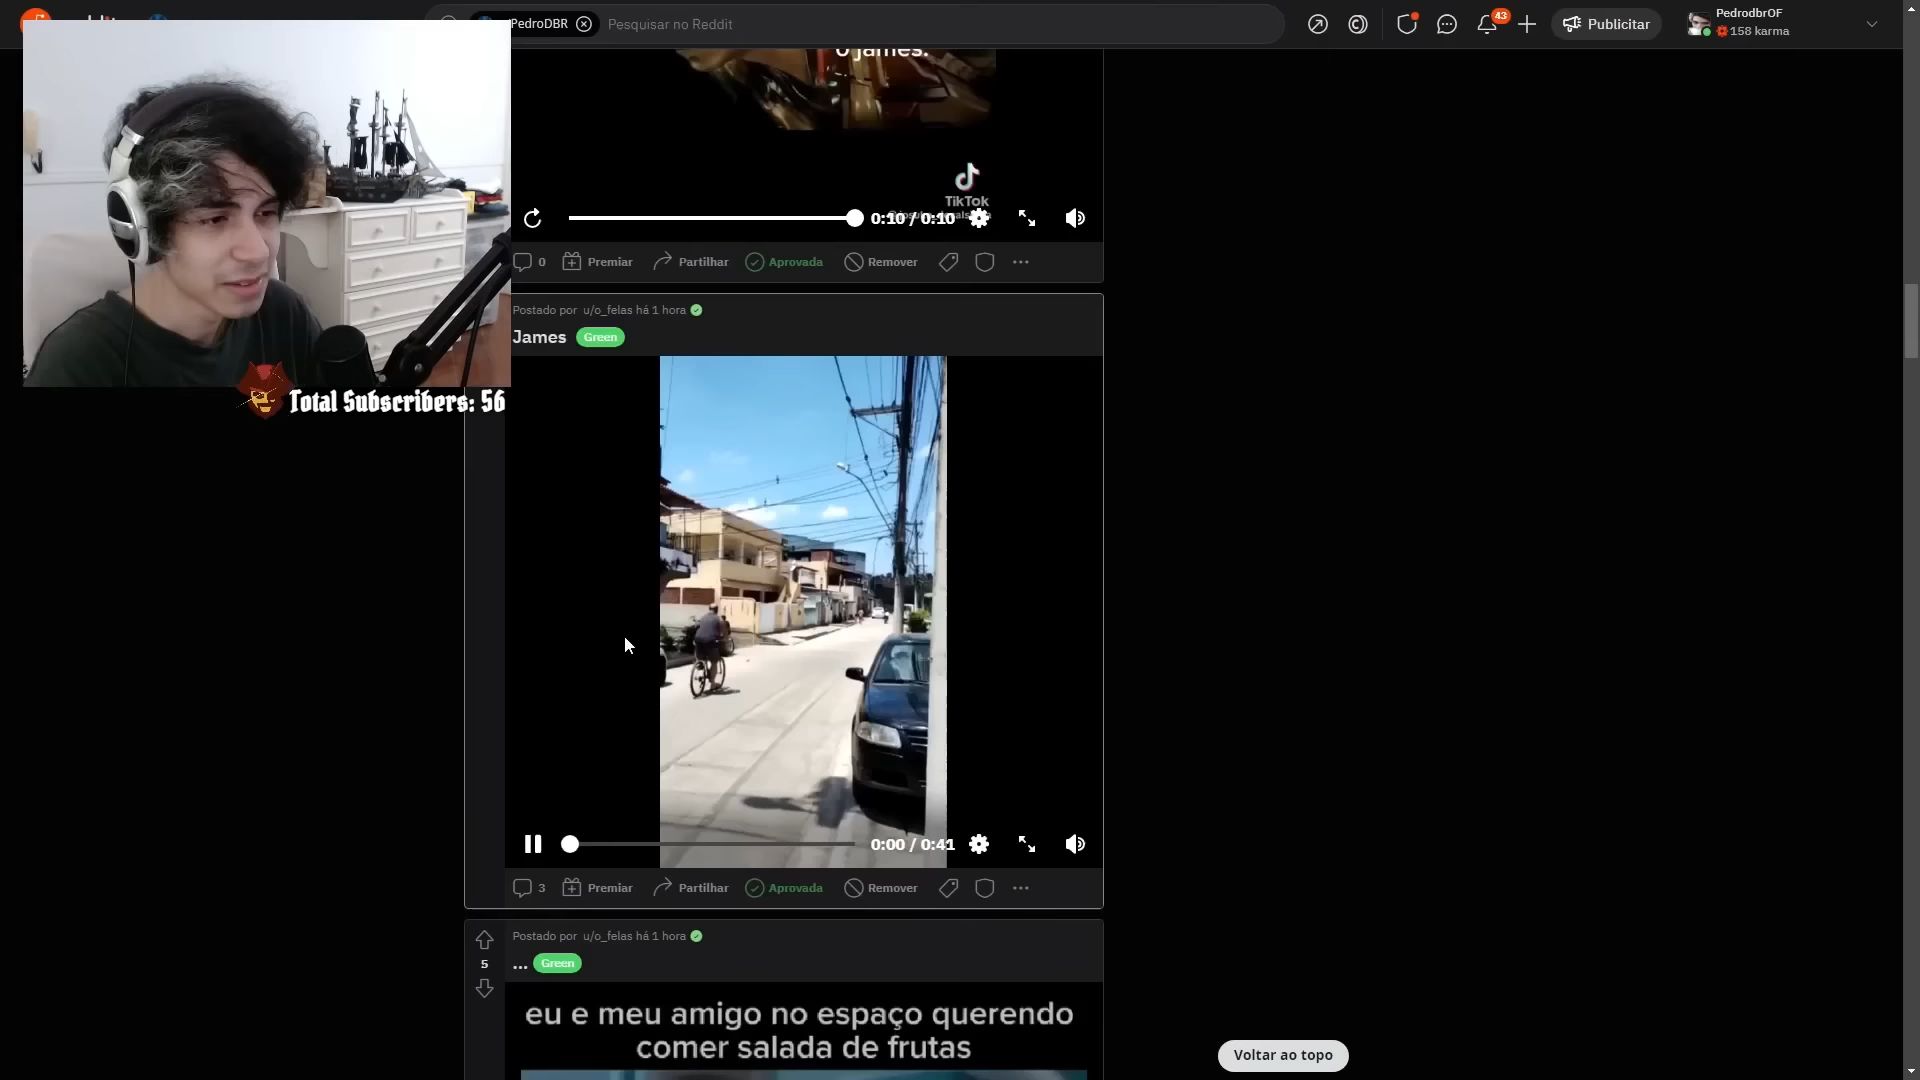 PedroDBR
Pesquisar no Reddit
43
Publicitar
PedrodbrOF
158 karma
o james.
TikTok
0:10 / 0:10
0
Premiar
Partilhar
Aprovada
Remover
Postado por u/o_felas há 1 hora
James
Green
Total Subscribers: 56
0:00 / 0:41
3
Premiar
Partilhar
Aprovada
Remover
Postado por u/o_felas há 1 hora
5
... Green
eu e meu amigo no espaço querendo
comer salada de frutas
Voltar ao topo